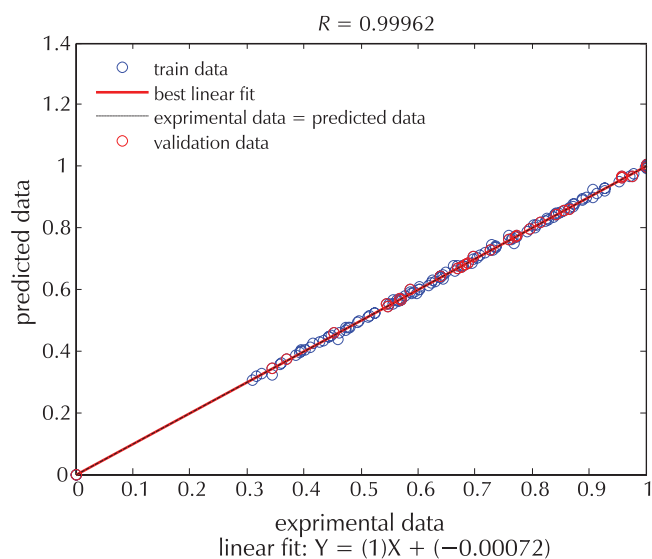 R = 0.99962
1.4
1.2
1
0.8
0.6
0.4
0.2
0
train data
best linear fit
exprimental data = predicted data
validation data
predicted data
0 0.1 0.2 0.3 0.4 0.5 0.6 0.7 0.8 0.9 1
exprimental data
linear fit: Y = (1)X + (−0.00072)